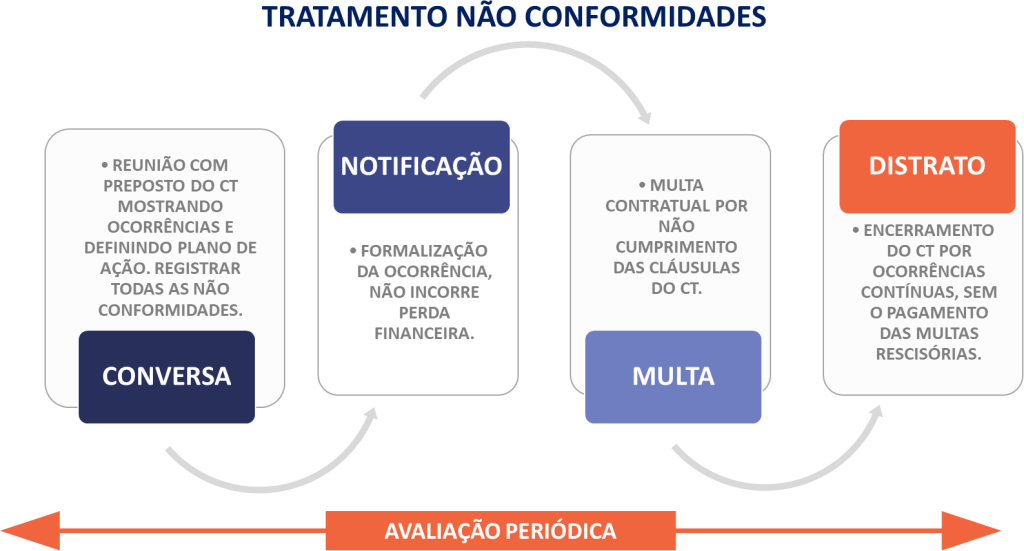 TRATAMENTO NÃO CONFORMIDADES
• REUNIÃO COM
PREPOSTO DO CT
MOSTRANDO
OCORRÊNCIAS E
DEFININDO PLANO DE
AÇÃO. REGISTRAR
TODAS AS NÃO
CONFORMIDADES.
CONVERSA
NOTIFICAÇÃO
• FORMALIZAÇÃO
DA OCORRÊNCIA,
NÃO INCORRE
PERDA
FINANCEIRA.
• MULTA
CONTRATUAL POR
NÃO
CUMPRIMENTO
DAS CLÁUSULAS
DO CT.
MULTA
DISTRATO
• ENCERRAMENTO
DO CT POR
OCORRÊNCIAS
CONTÍNUAS, SEM
O PAGAMENTO
DAS MULTAS
RESCISÓRIAS.
AVALIAÇÃO PERIÓDICA